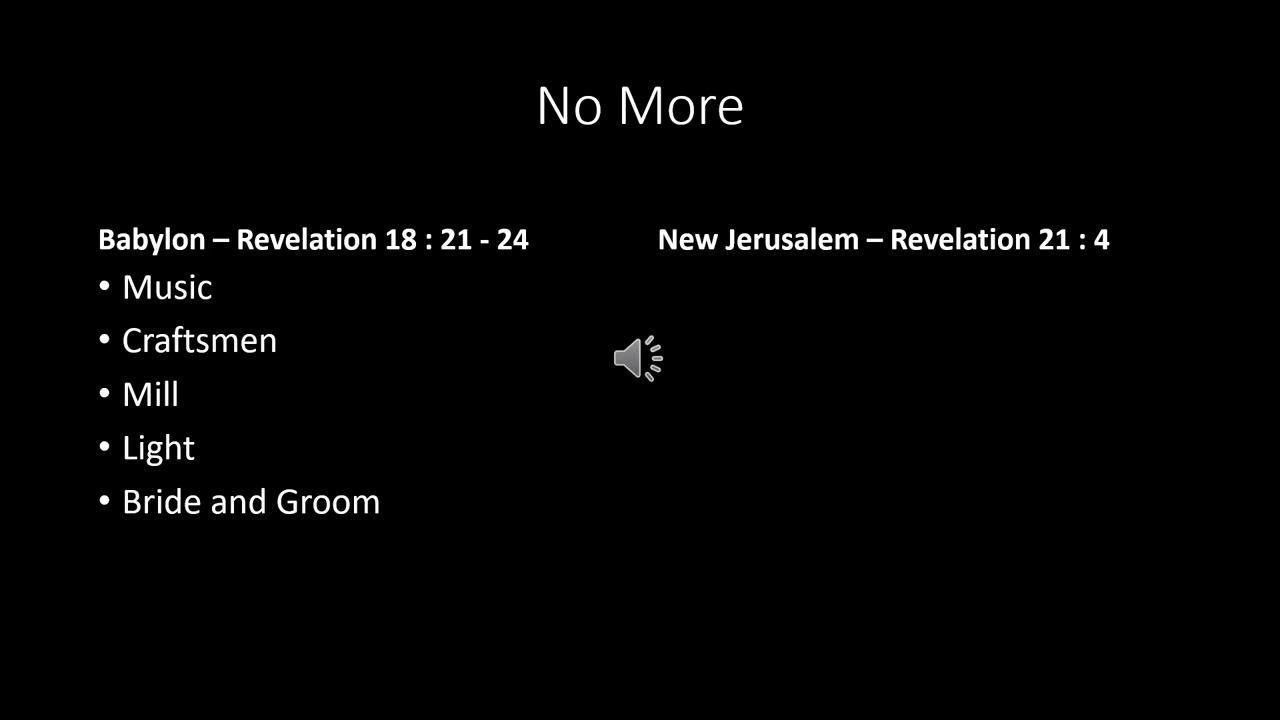 No More
Babylon – Revelation 18 : 21 - 24
• Music
• Craftsmen
• Mill
• Light
• Bride and Groom
New Jerusalem – Revelation 21 : 4